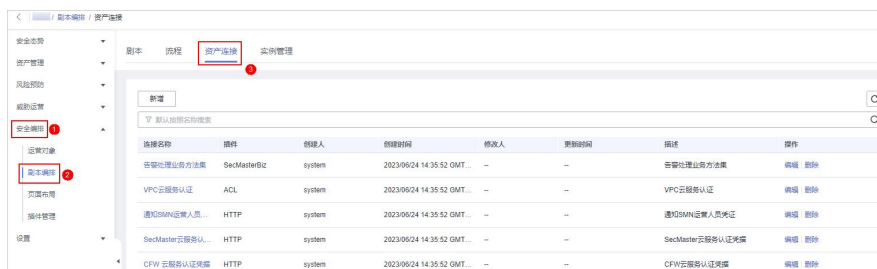 / 剧本编排 / 资产连接
安全态势
资产管理
风险预防
威胁运营
安全编排 1
运营对象
剧本编排 2
页面布局
插件管理
设置
剧本 流程 资产连接 实例管理
3
新增
默认按照名称搜索
连接名称 插件 创建人 创建时间 修改人 更新时间 描述 操作
告警处理业务方法集 SecMasterBiz system 2023/06/24 14:35:52 GMT... -- -- 告警处理业务方法集 编辑 删除
VPC云服务认证 ACL system 2023/06/24 14:35:52 GMT... -- -- VPC云服务认证 编辑 删除
通知SMN运营人员... HTTP system 2023/06/24 14:35:52 GMT... -- -- 通知SMN运营人员凭证 编辑 删除
SecMaster云服务认... HTTP system 2023/06/24 14:35:52 GMT... -- -- SecMaster云服务认证凭据 编辑 删除
CFW 云服务认证凭据 HTTP system 2023/06/24 14:35:52 GMT... -- -- CFW云服务认证凭据 编辑 删除